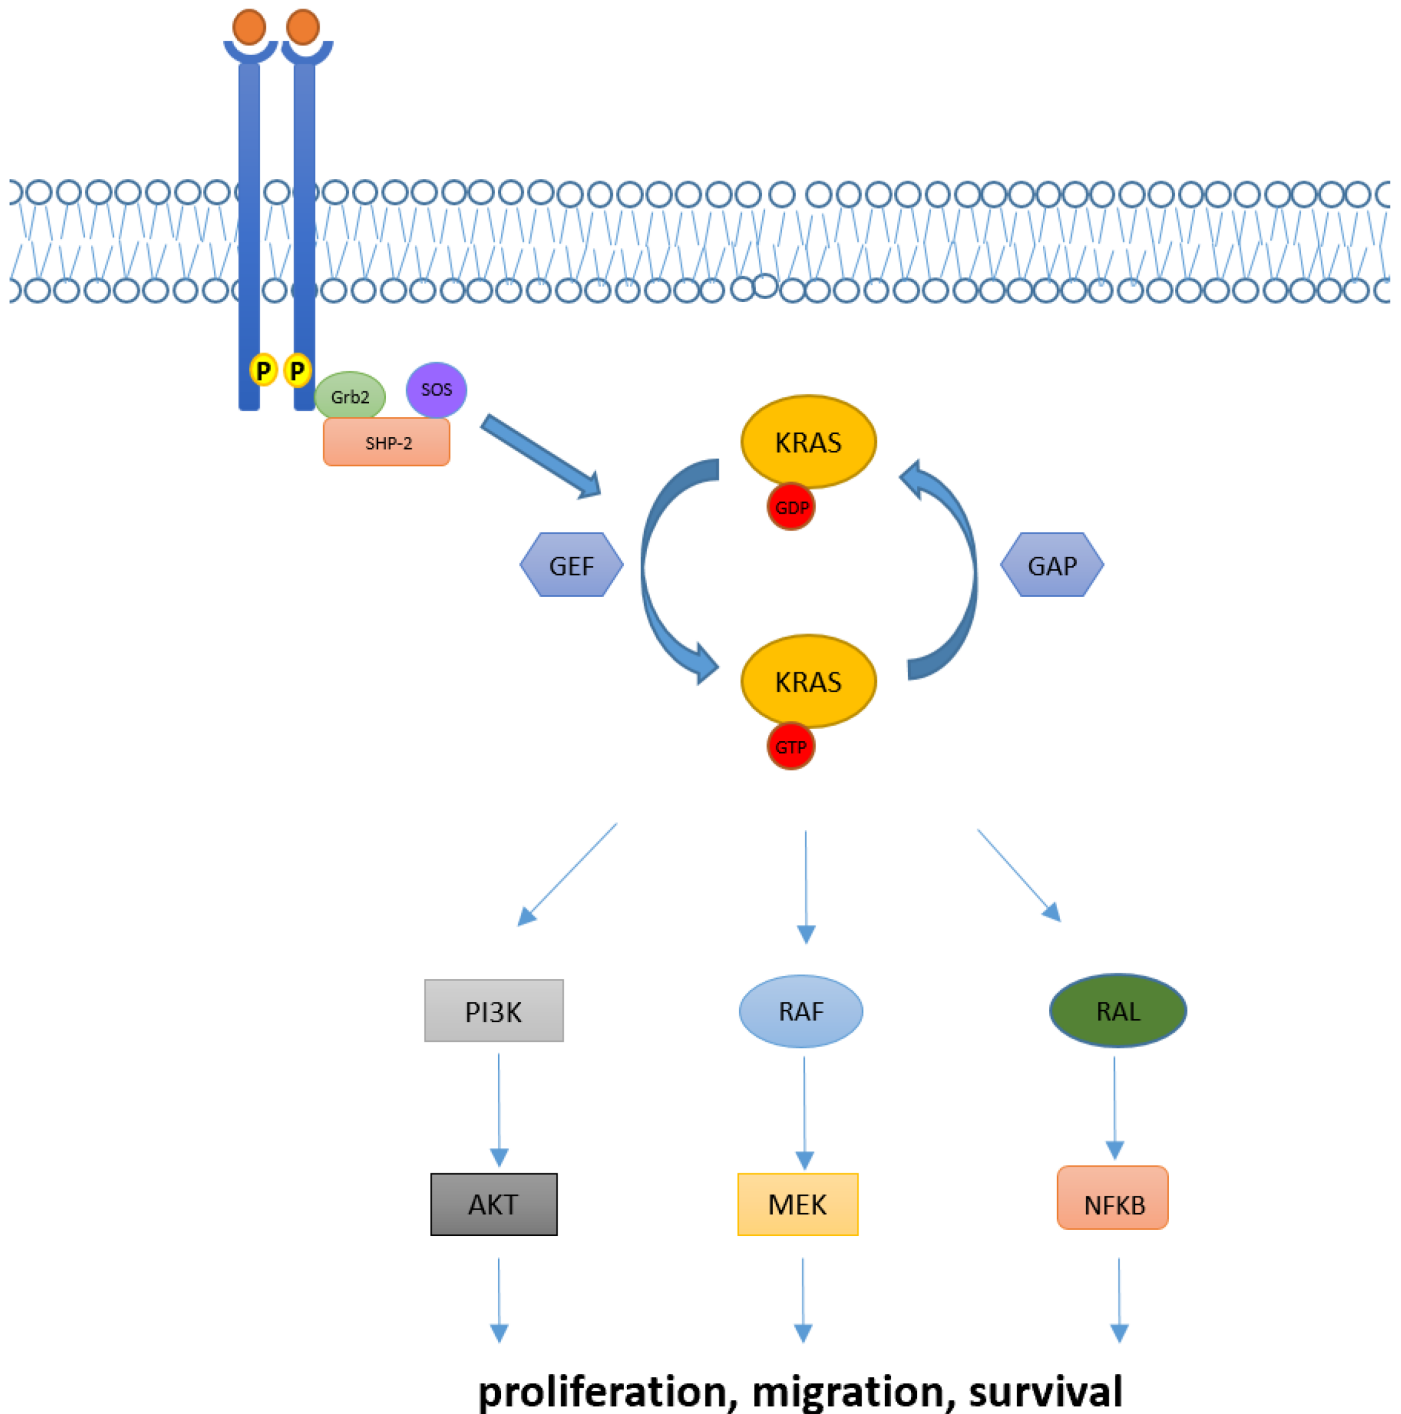 P P
Grb2 SOS
SHP-2
KRAS
GDP
GEF GAP
KRAS
GTP
PI3K RAF RAL
AKT MEK NFKB
proliferation, migration, survival